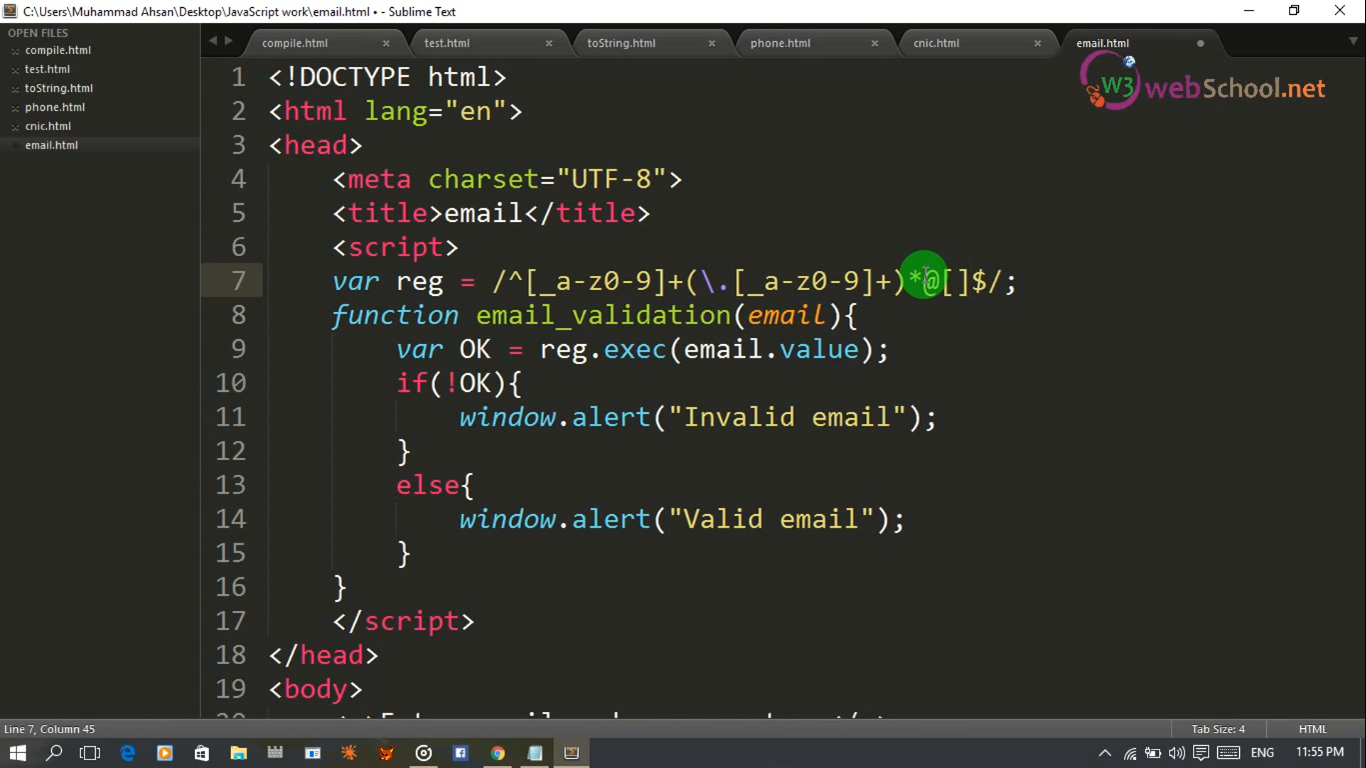 C:\Users\Muhammad Ahsan\Desktop\JavaScript work\email.html • - Sublime Text
OPEN FILES
compile.html
test.html
toString.html
phone.html
cnic.html
email.html
compile.html
test.html
toString.html
phone.html
cnic.html
email.html
W3 webSchool.net
1 <!DOCTYPE html>
2 <html lang="en">
3 <head>
4 <meta charset="UTF-8">
5 <title>email</title>
6 <script>
7 var reg = /^[_a-z0-9]+(\.[_a-z0-9]+)*@[]$/;
8 function email_validation(email){
9 var OK = reg.exec(email.value);
10 if(!OK){
11 window.alert("Invalid email");
12 }
13 else{
14 window.alert("Valid email");
15 }
16 }
17 </script>
18 </head>
19 <body>
Line 7, Column 45
Tab Size: 4
HTML
ENG
11:55 PM